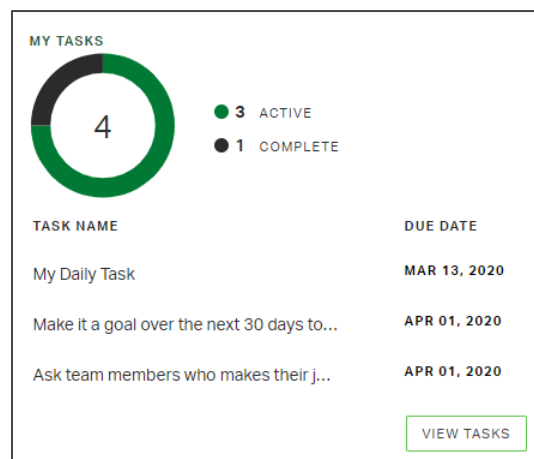 MY TASKS
4
3 ACTIVE
1 COMPLETE
TASK NAME DUE DATE
My Daily Task MAR 13, 2020
Make it a goal over the next 30 days to... APR 01, 2020
Ask team members who makes their j... APR 01, 2020
VIEW TASKS